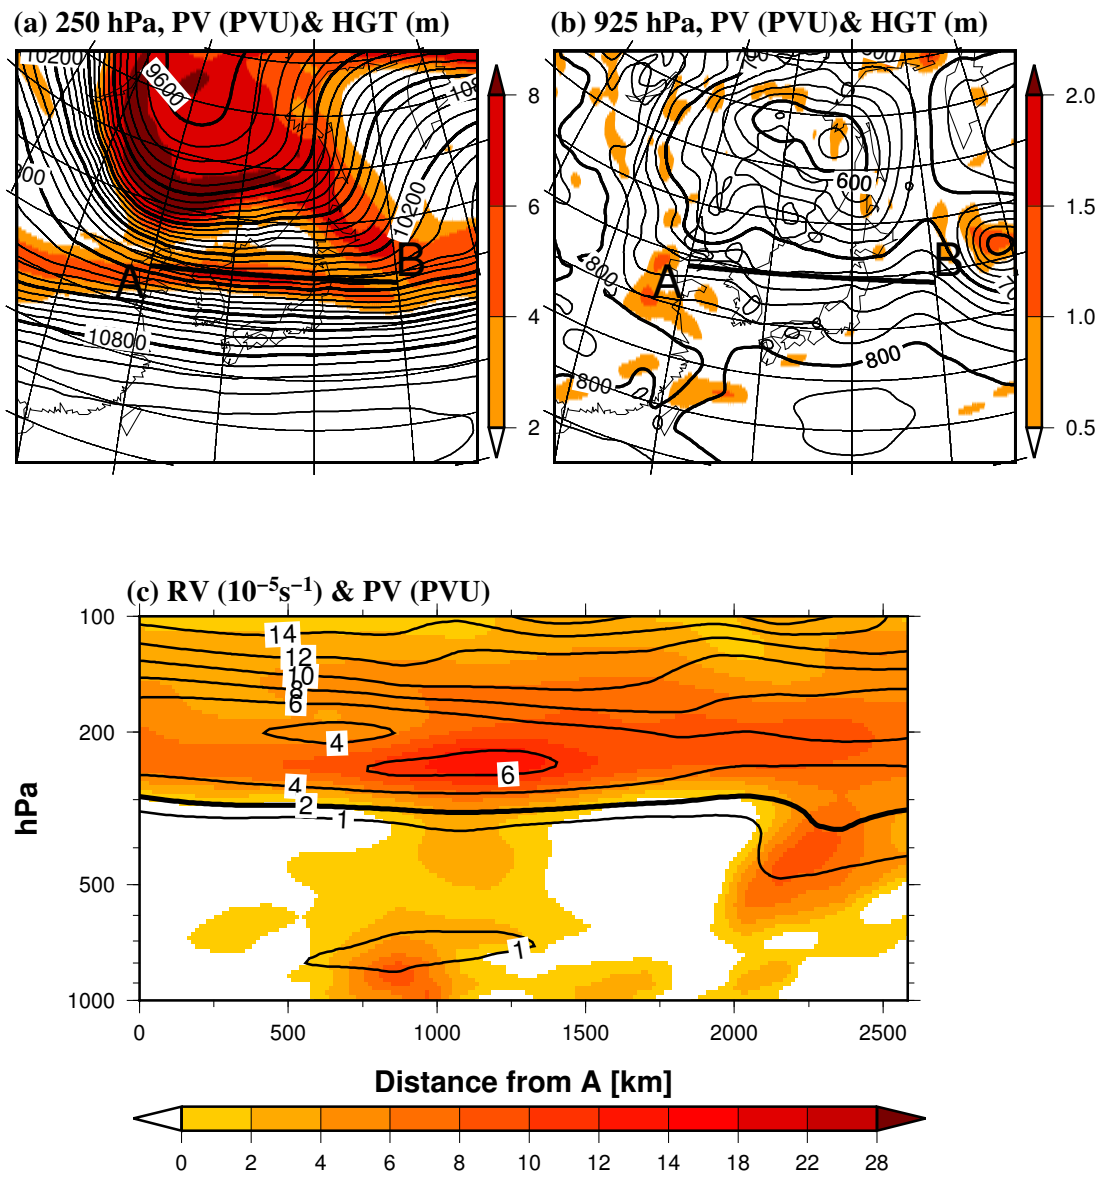 (a) 250 hPa, PV (PVU)& HGT (m)
10200
9600
10200
10800
A
B
8
6
4
2
(b) 925 hPa, PV (PVU)& HGT (m)
600
800
800
800
A
B
2.0
1.5
1.0
0.5
(c) RV (10⁻⁵s⁻¹) & PV (PVU)
100
200
500
1000
hPa
14
12
10
8
6
4
6
4
2
1
1
0 500 1000 1500 2000 2500
Distance from A [km]
0 2 4 6 8 10 12 14 18 22 28